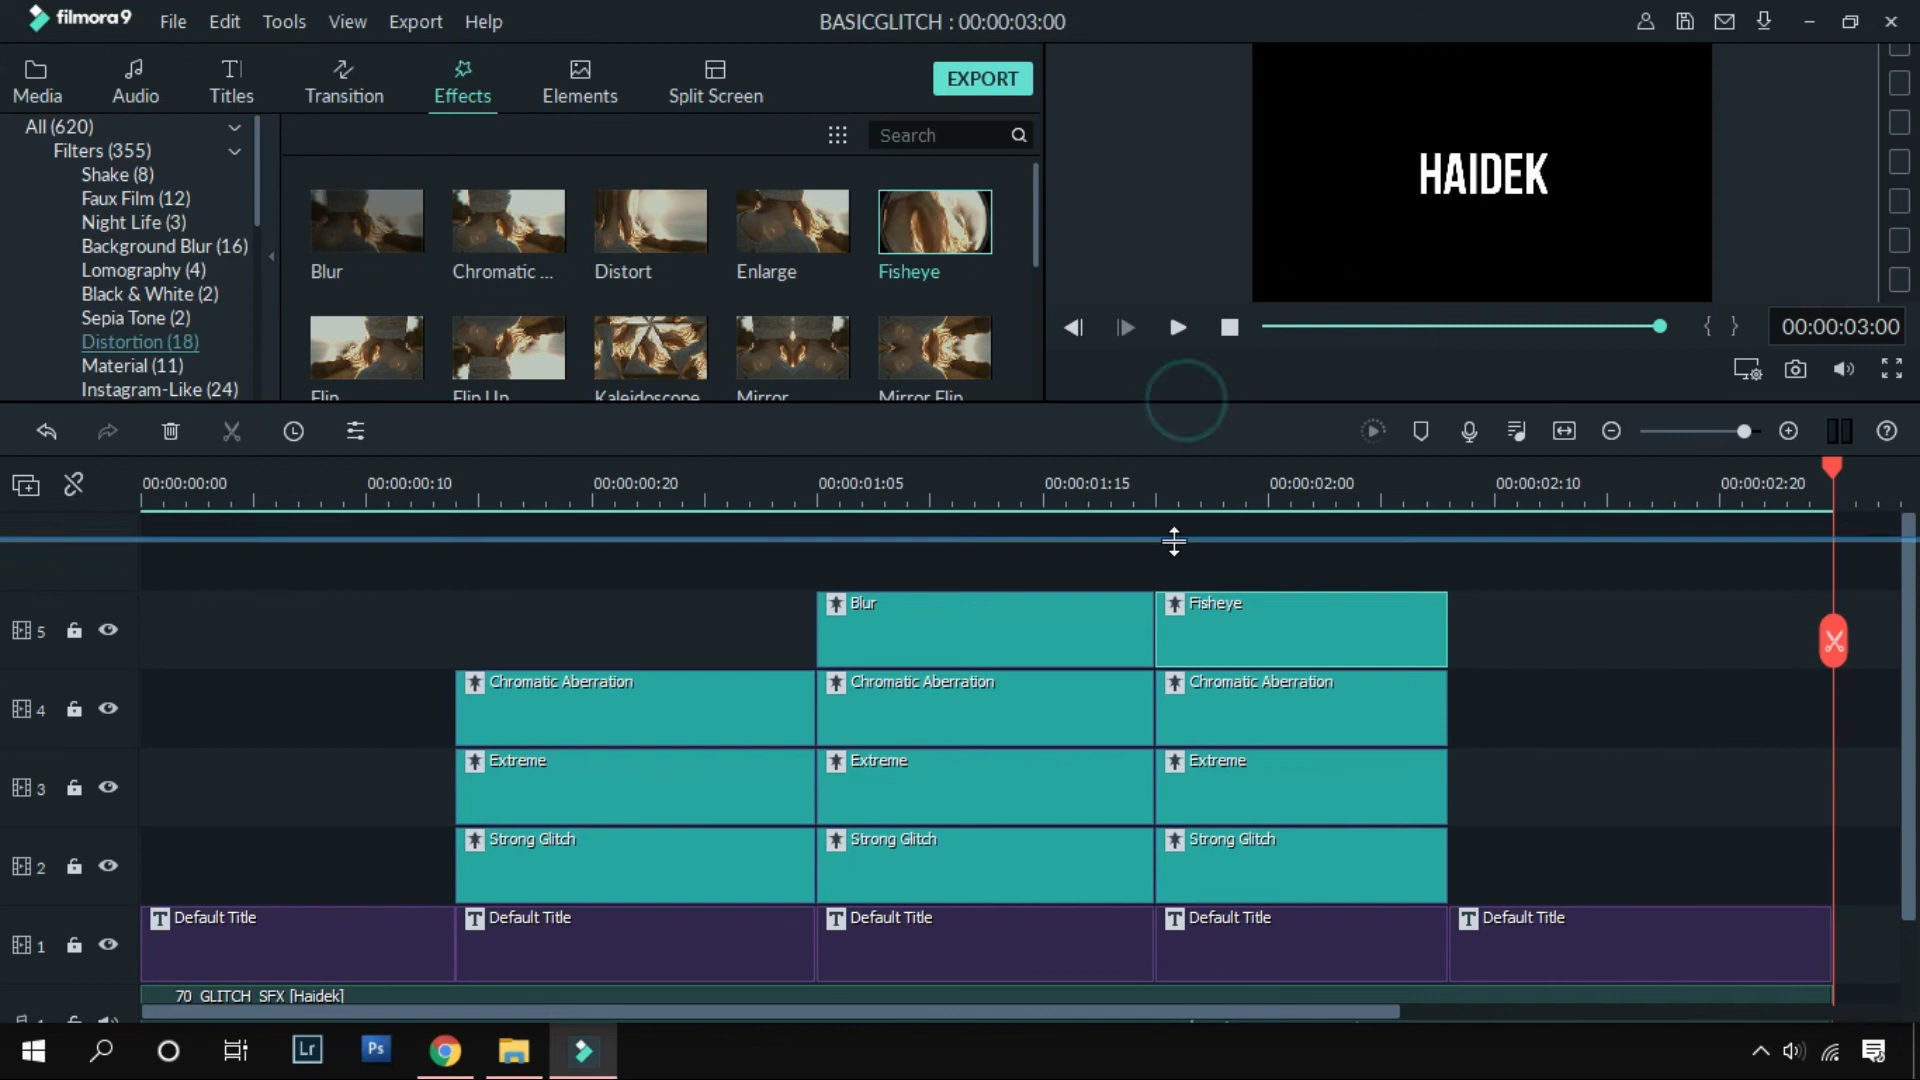 filmora9
File Edit Tools View Export Help
BASICGLITCH : 00:00:03:00
Media Audio Titles Transition Effects Elements Split Screen
EXPORT
All (620)
Filters (355)
Shake (8)
Faux Film (12)
Night Life (3)
Background Blur (16)
Lomography (4)
Black & White (2)
Sepia Tone (2)
Distortion (18)
Material (11)
Instagram-Like (24)
Search
Blur Chromatic ... Distort Enlarge Fisheye
Flip Flip Up Kaleidoscope Mirror Mirror Flip
HAIDEK
00:00:03:00
00:00:00:00 00:00:00:10 00:00:00:20 00:00:01:05 00:00:01:15 00:00:02:00 00:00:02:10 00:00:02:20
5 Blur Fisheye
4 Chromatic Aberration Chromatic Aberration Chromatic Aberration
3 Extreme Extreme Extreme
2 Strong Glitch Strong Glitch Strong Glitch
1 Default Title Default Title Default Title Default Title Default Title
70 GLITCH SFX [Haidek]
1
Lr Ps